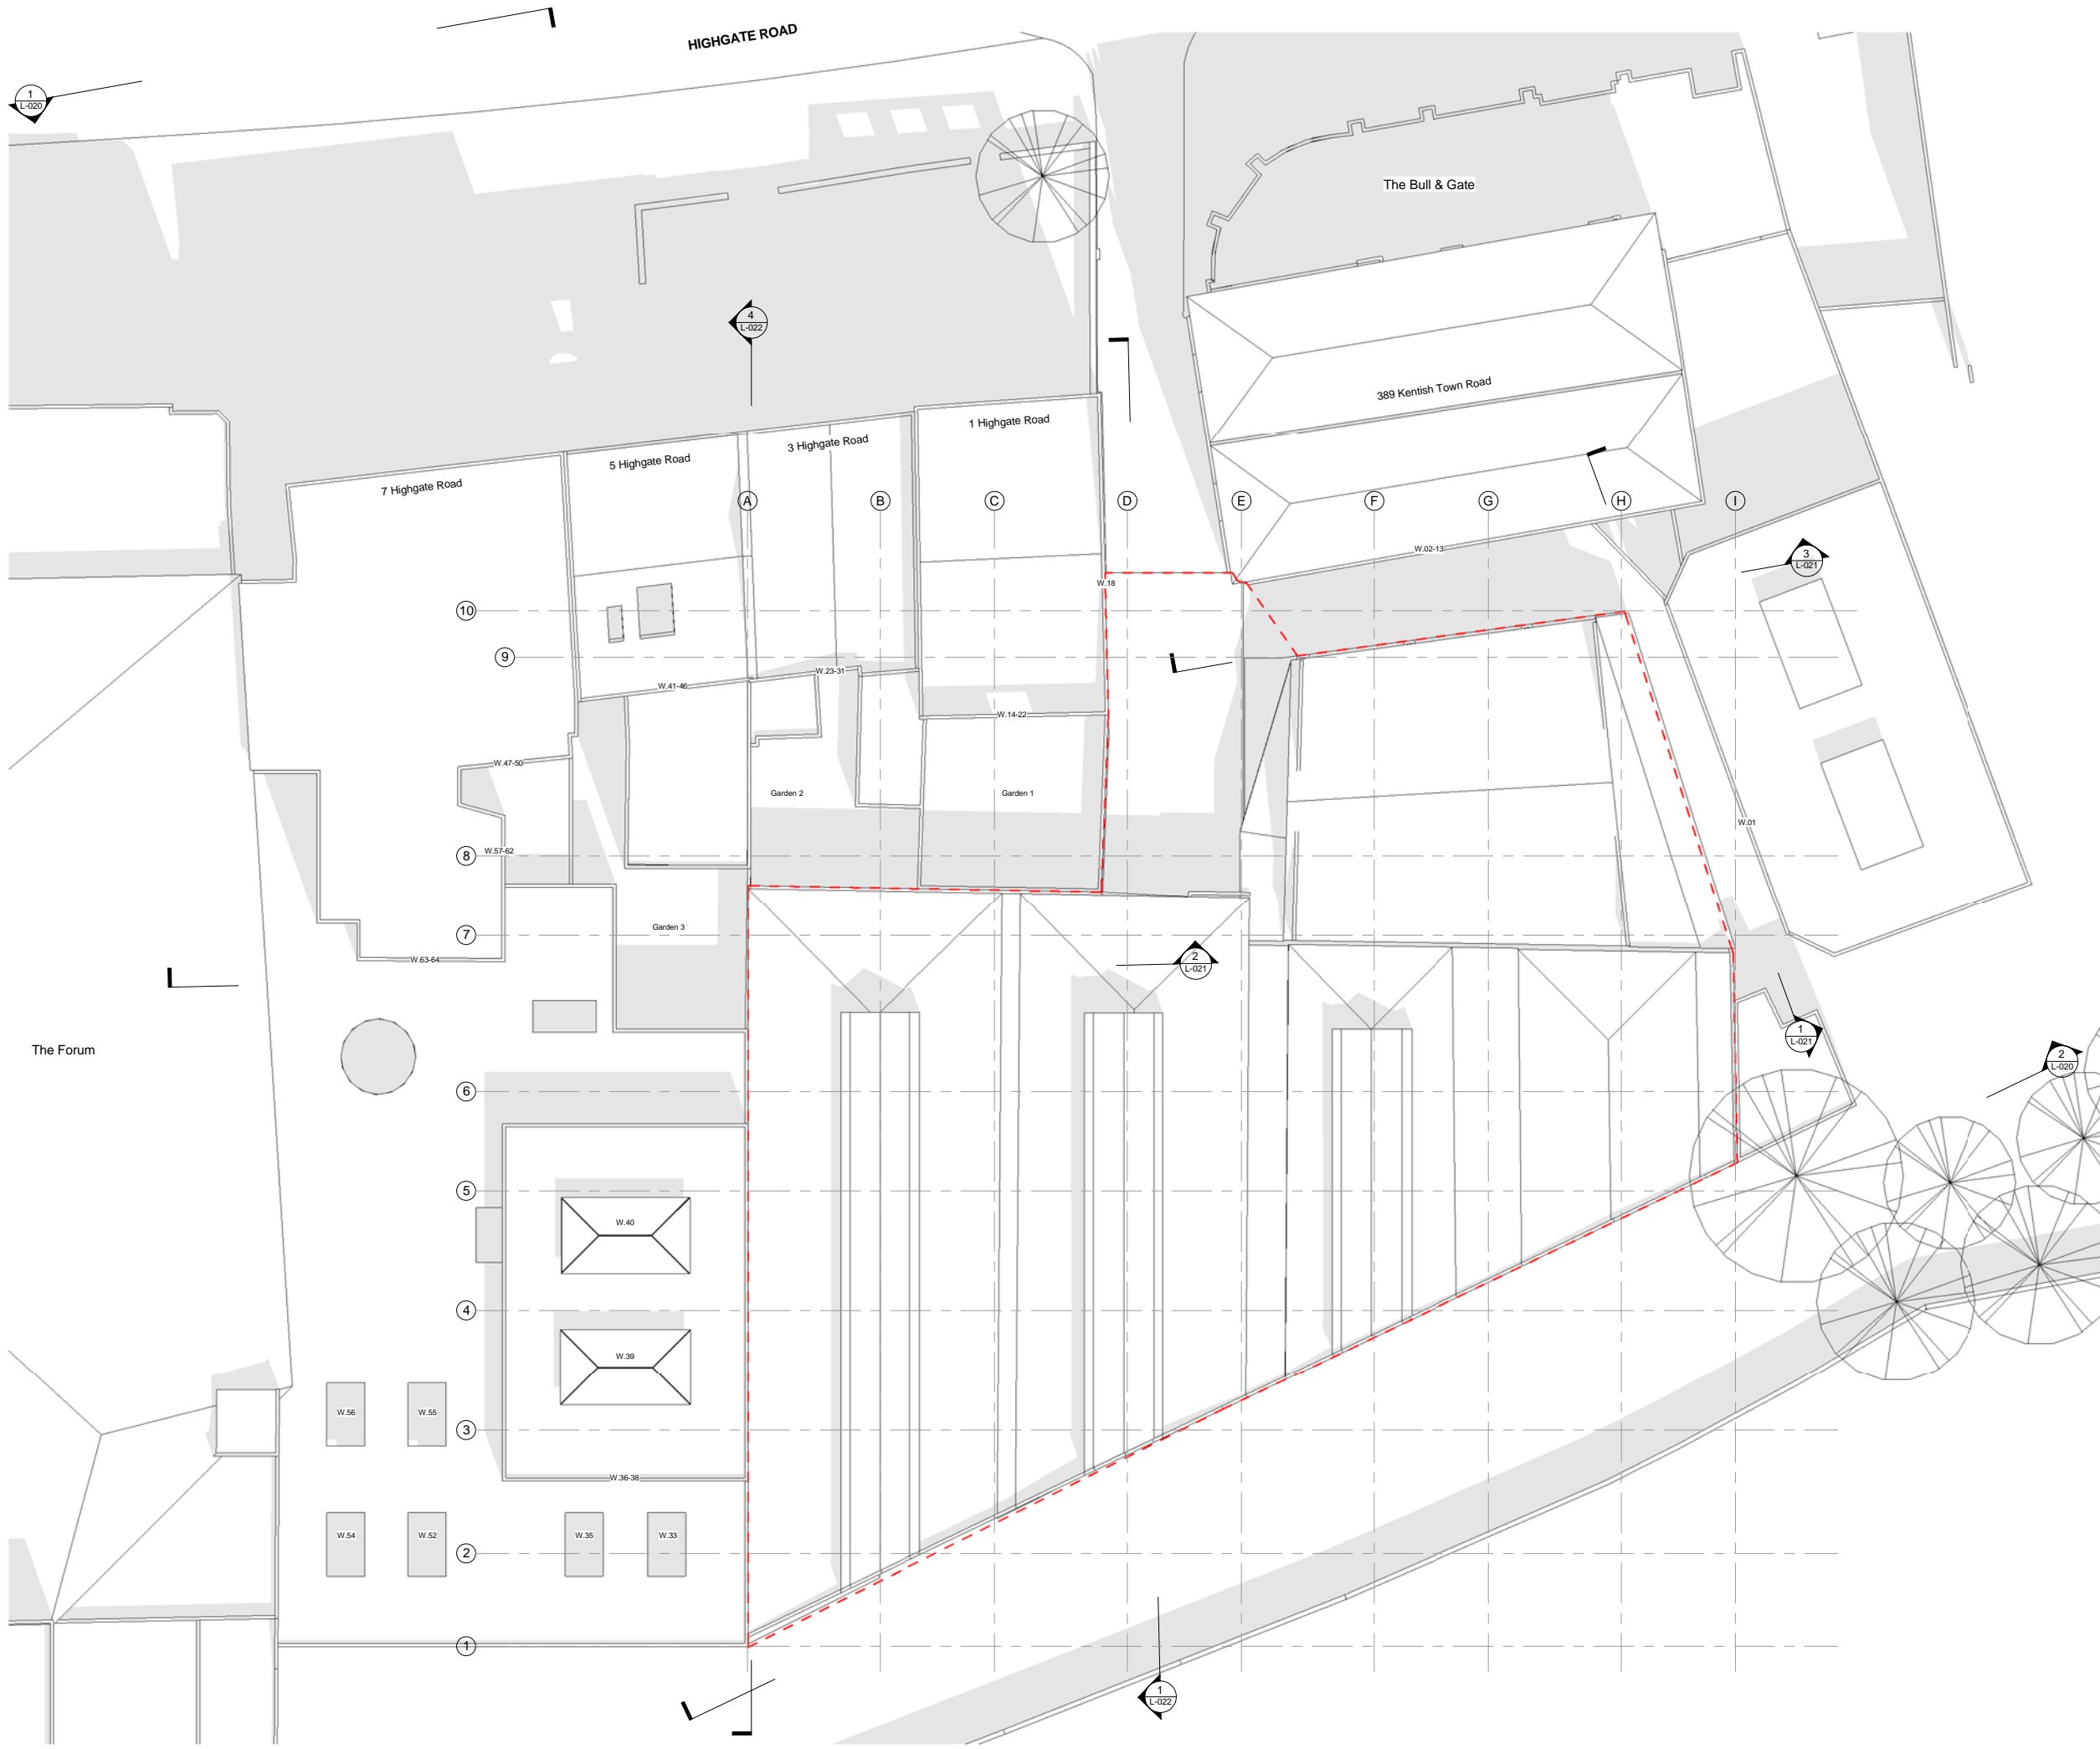 HIGHGATE ROAD
1
L-020
The Bull & Gate
4
L-022
389 Kentish Town Road
1 Highgate Road
3 Highgate Road
5 Highgate Road
7 Highgate Road
A
B
C
D
E
F
G
H
I
W.02-13
3
L-021
W.18
10
9
W.23-31
W.41-46
W.14-22
W.47-50
Garden 2
Garden 1
W.01
W.57-62
8
Garden 3
7
W.63-64
2
L-021
1
L-021
The Forum
2
L-020
6
5
W.40
4
W.39
W.56
W.55
3
W.36-38
W.54
W.52
W.35
W.33
2
1
1
L-022